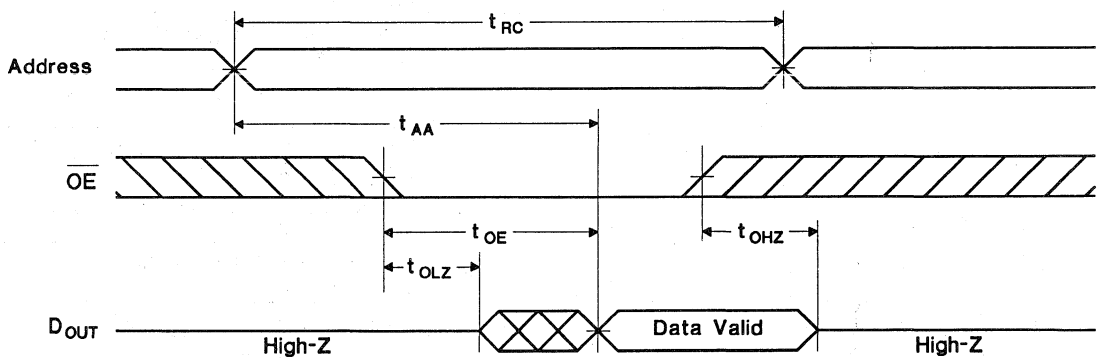 t RC
Address
t AA
OE
t OE
t OHZ
t OLZ
D OUT
High-Z
Data Valid
High-Z